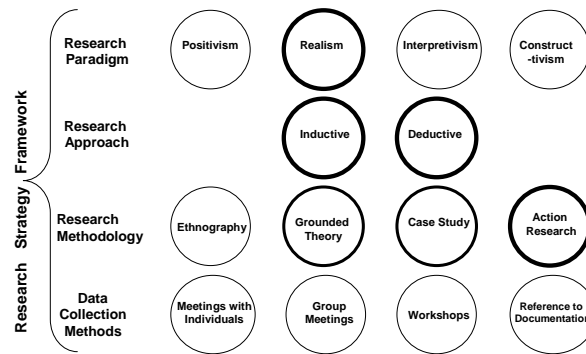 Research Strategy Framework
Research
Paradigm
Positivism
Realism
Interpretivism
Construct
-tivism
Research
Approach
Inductive
Deductive
Research
Methodology
Ethnography
Grounded
Theory
Case Study
Action
Research
Data
Collection
Methods
Meetings with
Individuals
Group
Meetings
Workshops
Reference to
Documentation